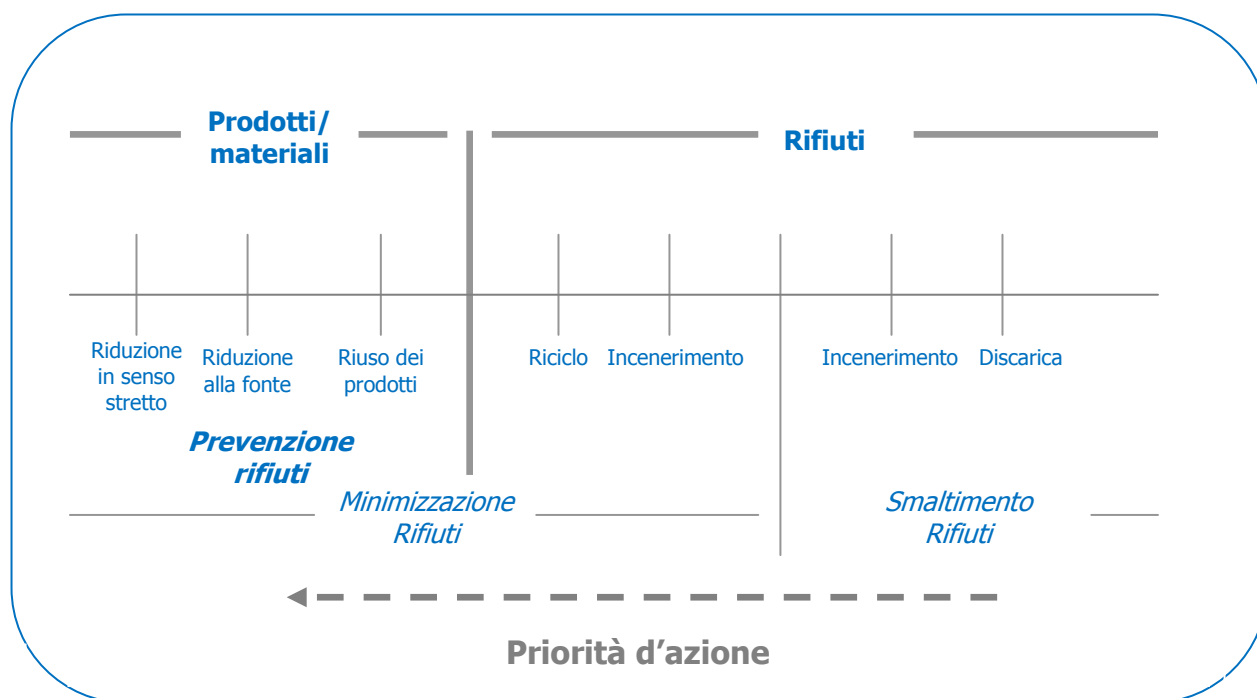 Prodotti/
materiali
Rifiuti
Riduzione
in senso
stretto
Riduzione
alla fonte
Riuso dei
prodotti
Riciclo
Incenerimento
Incenerimento
Discarica
Prevenzione
rifiuti
Minimizzazione
Rifiuti
Smaltimento
Rifiuti
Priorità d’azione